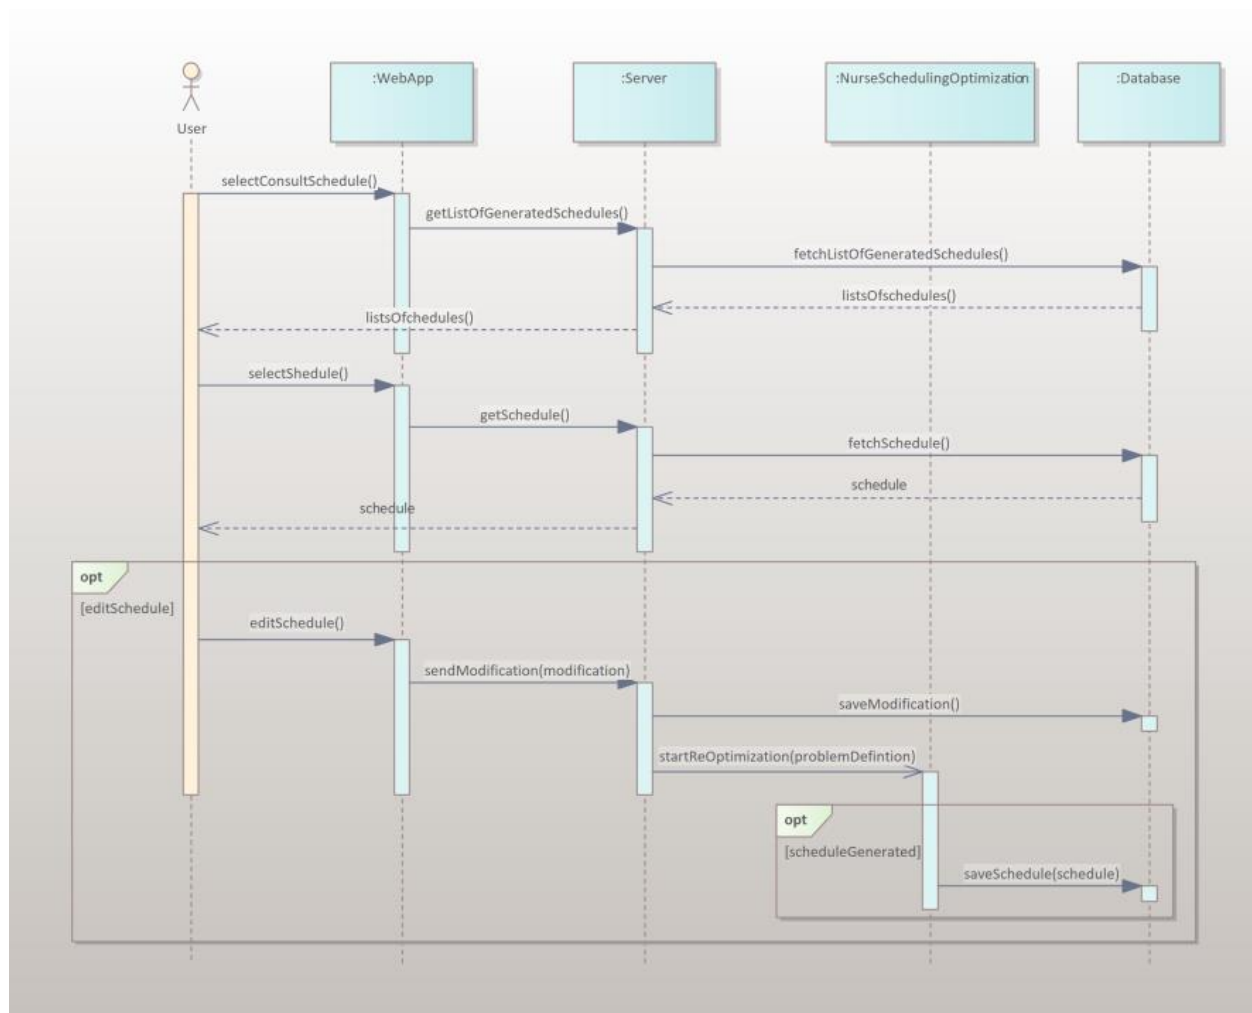 :WebApp
:Server
:NurseSchedulingOptimization
:Database
User
selectConsultSchedule()
getListOfGeneratedSchedules()
fetchListOfGeneratedSchedules()
listsOfschedules()
listsOfchedules()
selectShedule()
getSchedule()
fetchSchedule()
schedule
schedule
opt
[editSchedule]
editSchedule()
sendModification(modification)
saveModification()
startReOptimization(problemDefintion)
opt
[scheduleGenerated]
saveSchedule(schedule)